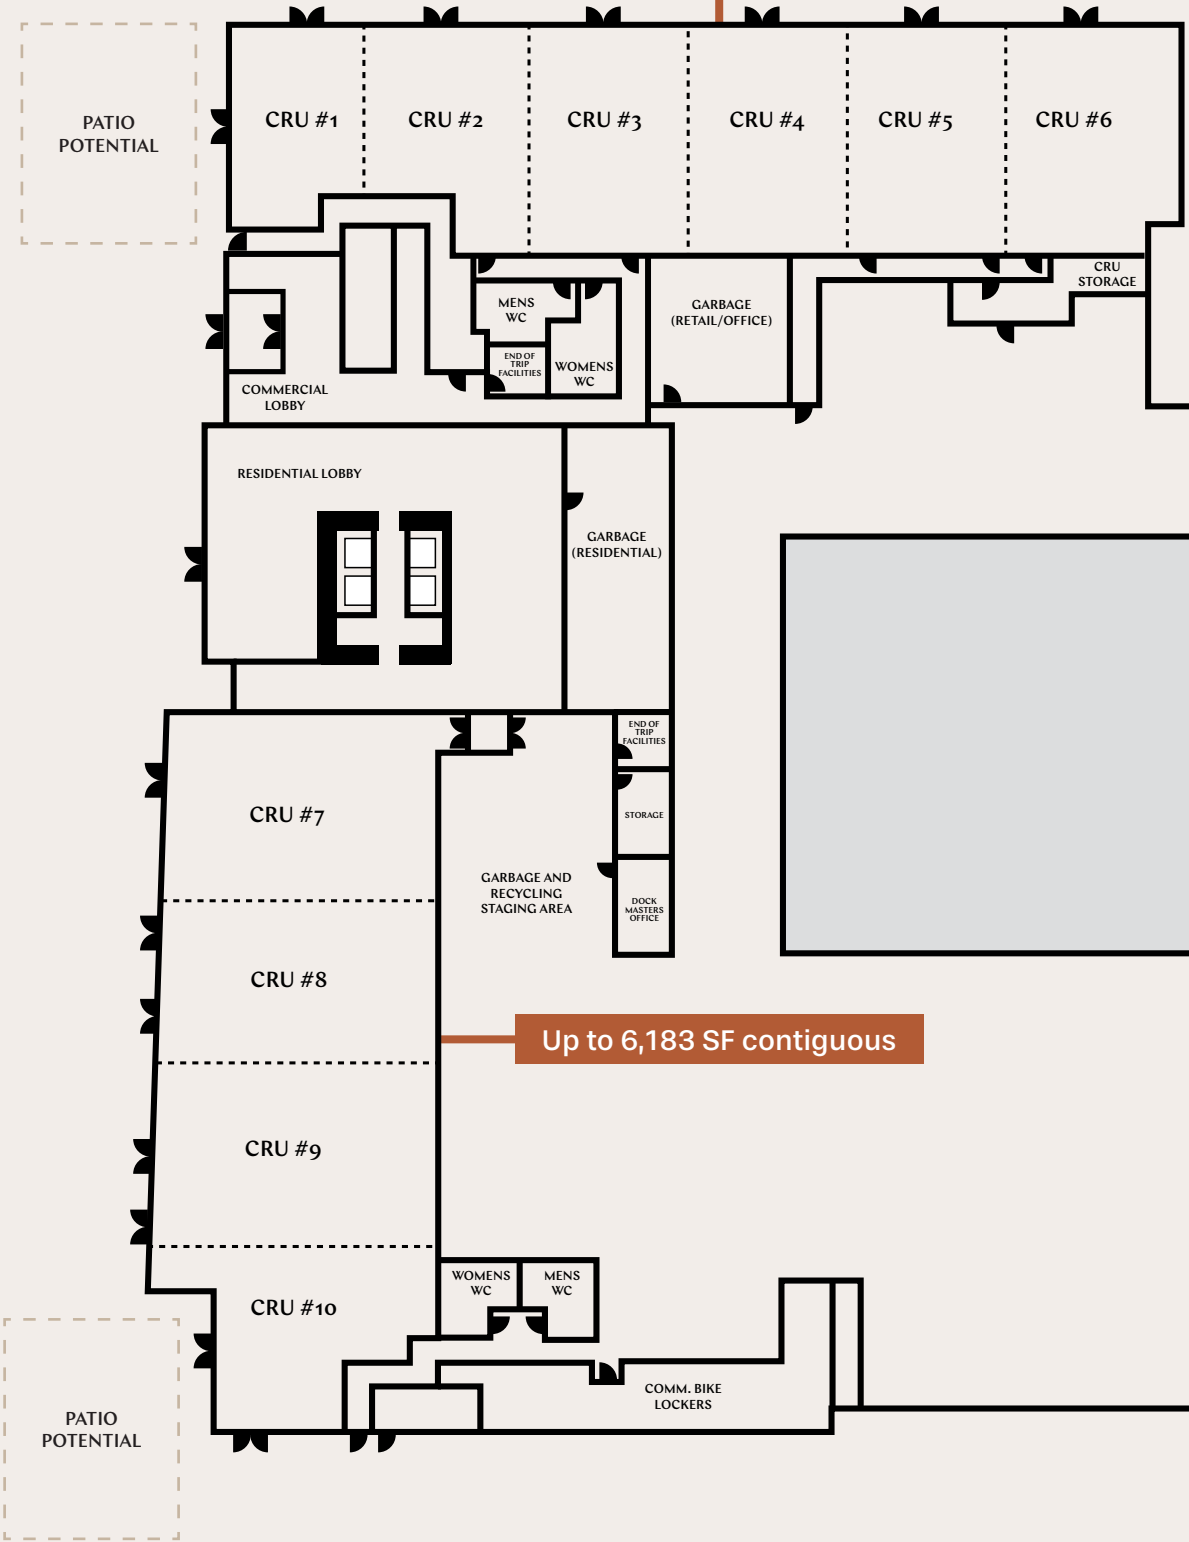 CRU #1
CRU #2
CRU #3
CRU #4
CRU #5
CRU #6
PATIO
POTENTIAL
CRU
STORAGE
MENS
WC
GARBAGE
(RETAIL/OFFICE)
END OF
TRIP
FACILITIES
WOMENS
WC
COMMERCIAL
LOBBY
RESIDENTIAL LOBBY
GARBAGE
(RESIDENTIAL)
END OF
TRIP
FACILITIES
CRU #7
STORAGE
GARBAGE AND
RECYCLING
STAGING AREA
DOCK
MASTERS
OFFICE
CRU #8
Up to 6,183 SF contiguous
CRU #9
WOMENS
WC
MENS
WC
CRU #10
COMM. BIKE
LOCKERS
PATIO
POTENTIAL